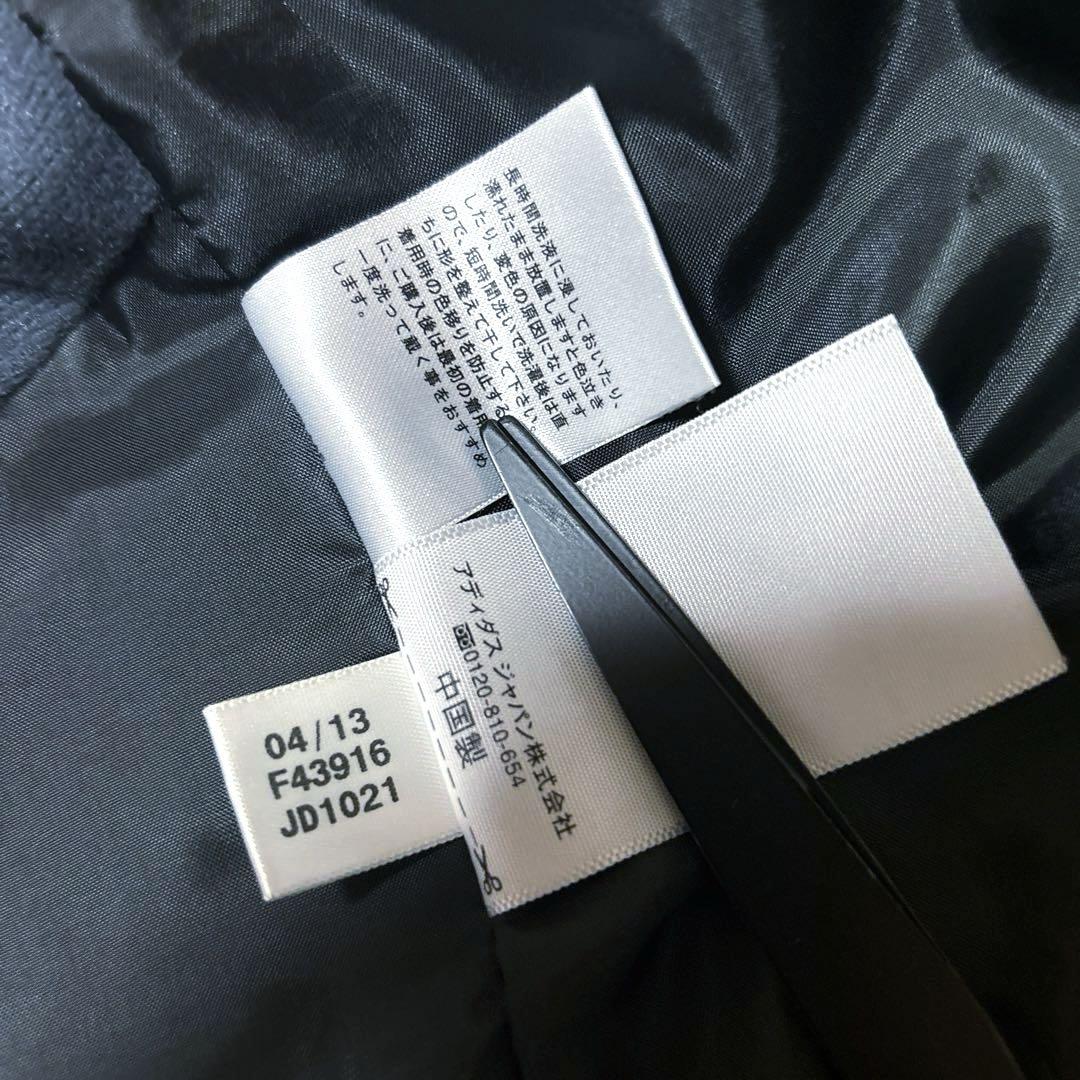 長時間洗液に浸しておいたり、
濡れたまま放置しますと色泣き
したり、変色の原因になります
ので、短時間洗いで洗濯後は直
ちに形を整えて干して下さい。
着用時の色移りを防止する
に、ご購入後は最初の着用
一度洗って戴く事をおすすめ
します。
アディダス ジャパン株式会社
0120-810-654
中国製
04/13
F43916
JD1021